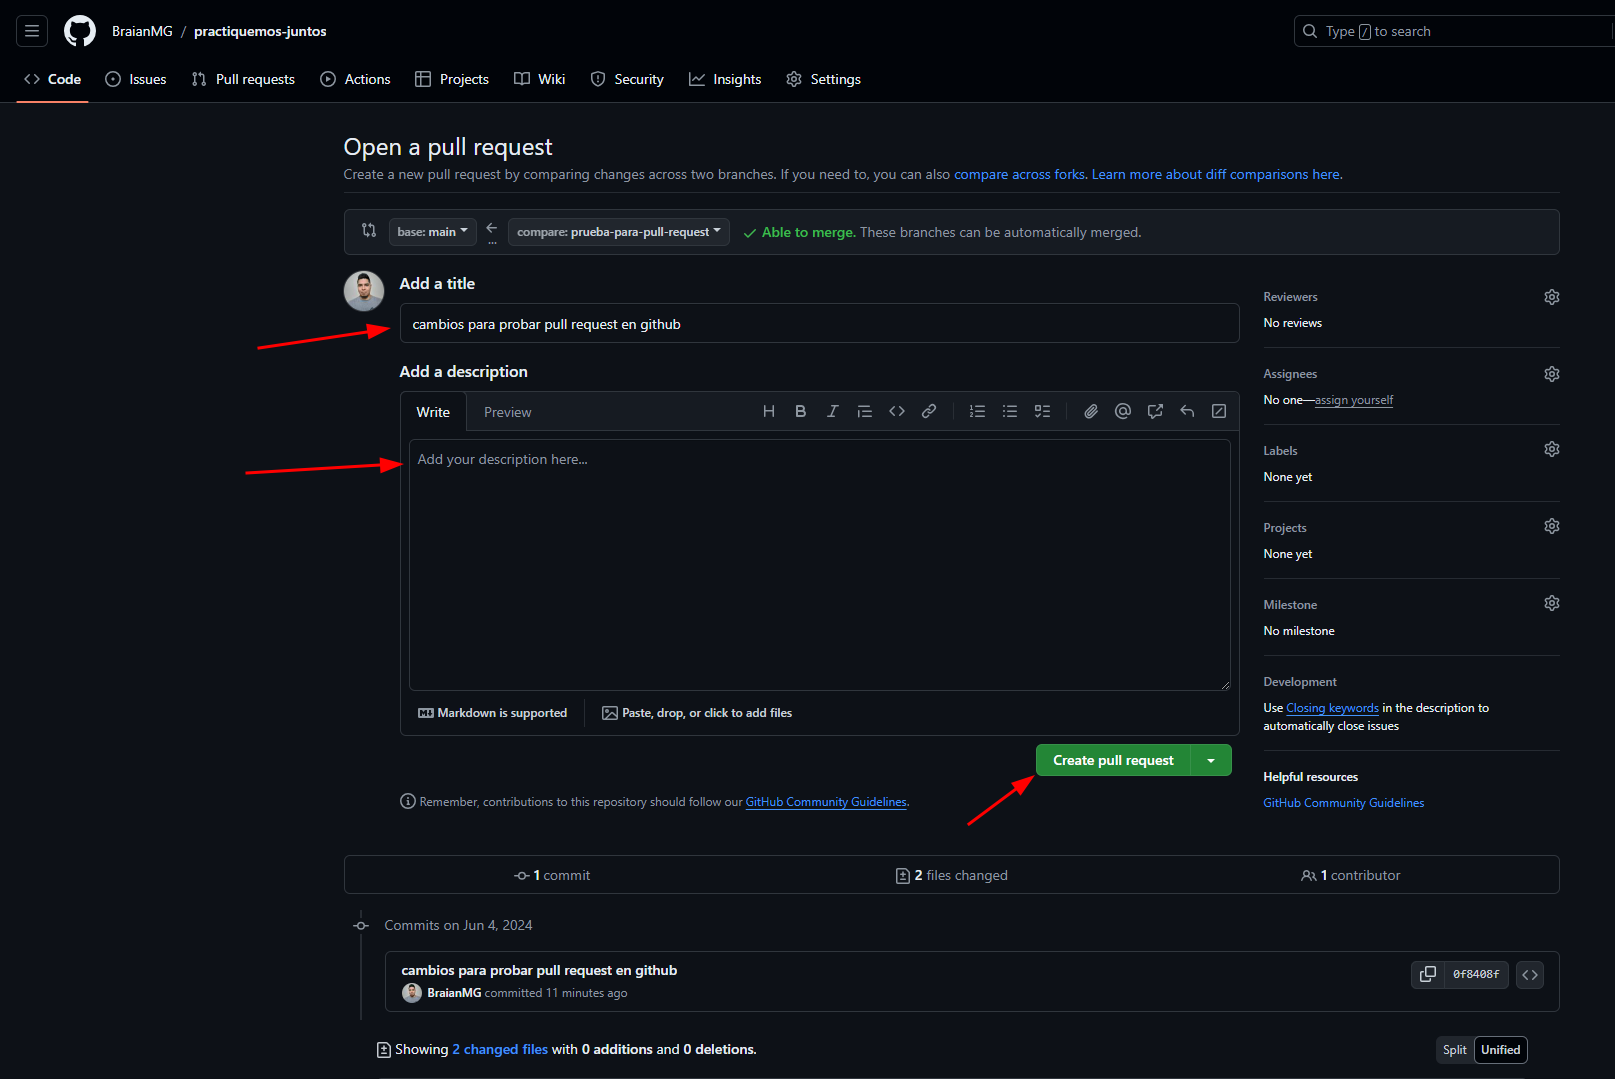 BraianMG / practiquemos-juntos
Type / to search
Code Issues Pull requests Actions Projects Wiki Security Insights Settings
Open a pull request
Create a new pull request by comparing changes across two branches. If you need to, you can also compare across forks. Learn more about diff comparisons here.
base: main
...
compare: prueba-para-pull-request
Able to merge. These branches can be automatically merged.
Add a title
cambios para probar pull request en github
Add a description
Write Preview
Add your description here...
Markdown is supported
Paste, drop, or click to add files
Create pull request
Remember, contributions to this repository should follow our GitHub Community Guidelines.
Reviewers
No reviews
Assignees
No one—assign yourself
Labels
None yet
Projects
None yet
Milestone
No milestone
Development
Use Closing keywords in the description to
automatically close issues
Helpful resources
GitHub Community Guidelines
1 commit
2 files changed
1 contributor
Commits on Jun 4, 2024
cambios para probar pull request en github
BraianMG committed 11 minutes ago
0f8408f
Showing 2 changed files with 0 additions and 0 deletions.
Split Unified